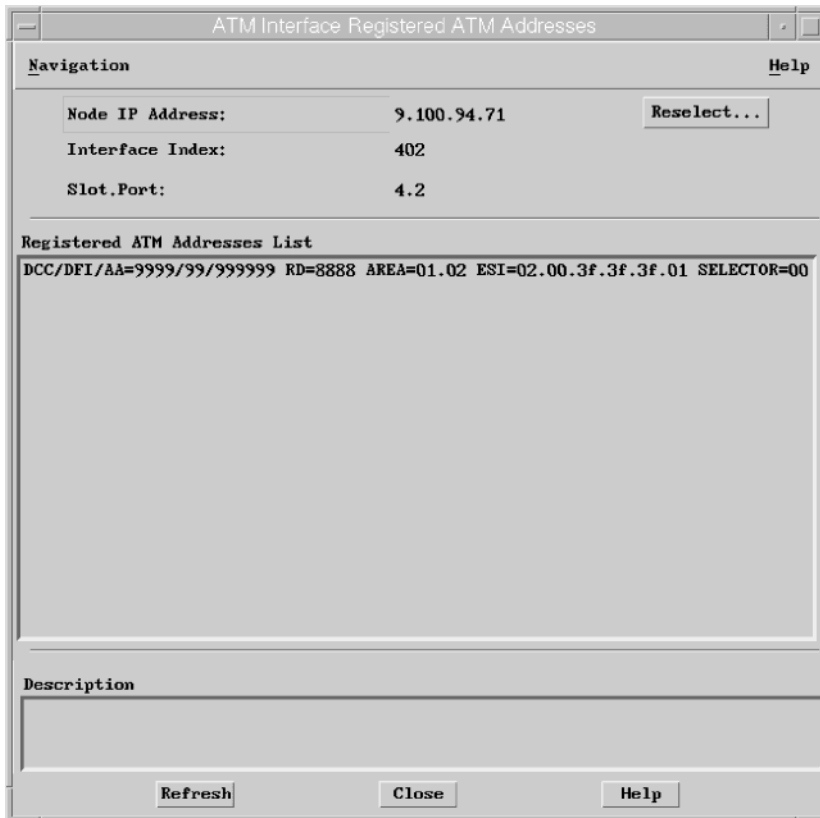 ATM Interface Registered ATM Addresses
Navigation Help
Node IP Address: 9.100.94.71 Reselect...
Interface Index: 402
Slot.Port: 4.2
Registered ATM Addresses List
DCC/DFI/AA=9999/99/999999 RD=8888 AREA=01.02 ESI=02.00.3f.3f.3f.01 SELECTOR=00
Description
Refresh Close Help